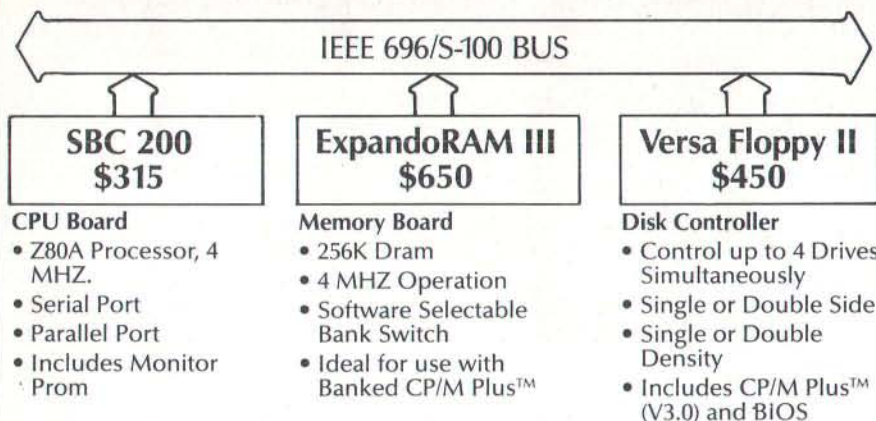 IEEE 696/S-100 BUS
SBC 200
$315
CPU Board
• Z80A Processor, 4
MHZ.
• Serial Port
• Parallel Port
• Includes Monitor
Prom
ExpandoRAM III
$650
Memory Board
• 256K Dram
• 4 MHZ Operation
• Software Selectable
Bank Switch
• Ideal for use with
Banked CP/M Plus™
Versa Floppy II
$450
Disk Controller
• Control up to 4 Drives
Simultaneously
• Single or Double Side
• Single or Double
Density
• Includes CP/M Plus™
(V3.0) and BiOS